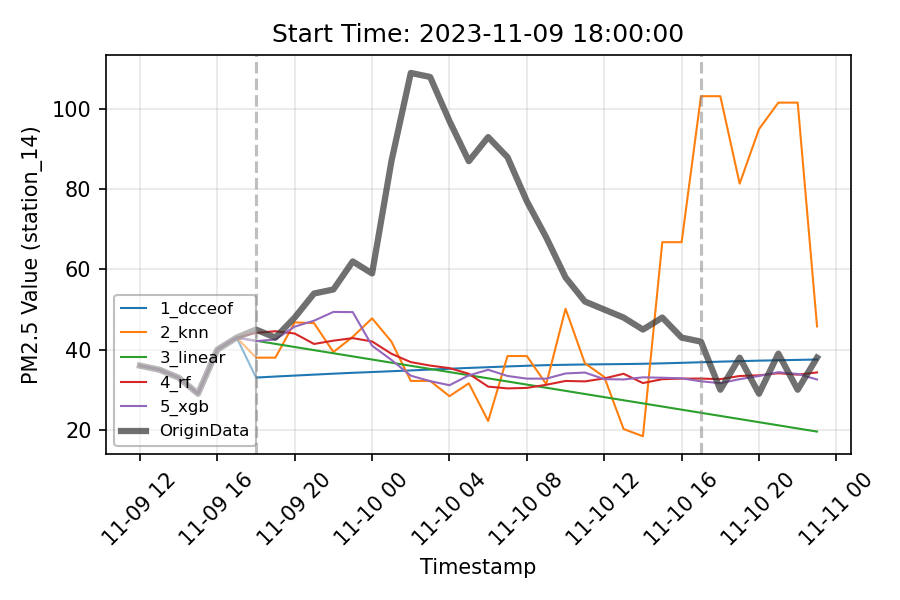 Start Time: 2023-11-09 18:00:00
PM2.5 Value (station_14)
100
80
60
40
20
1_dcceof
2_knn
3_linear
4_rf
5_xgb
OriginData
11-09 12
11-09 16
11-09 20
11-10 00
11-10 04
11-10 08
11-10 12
11-10 16
11-10 20
11-11 00
Timestamp